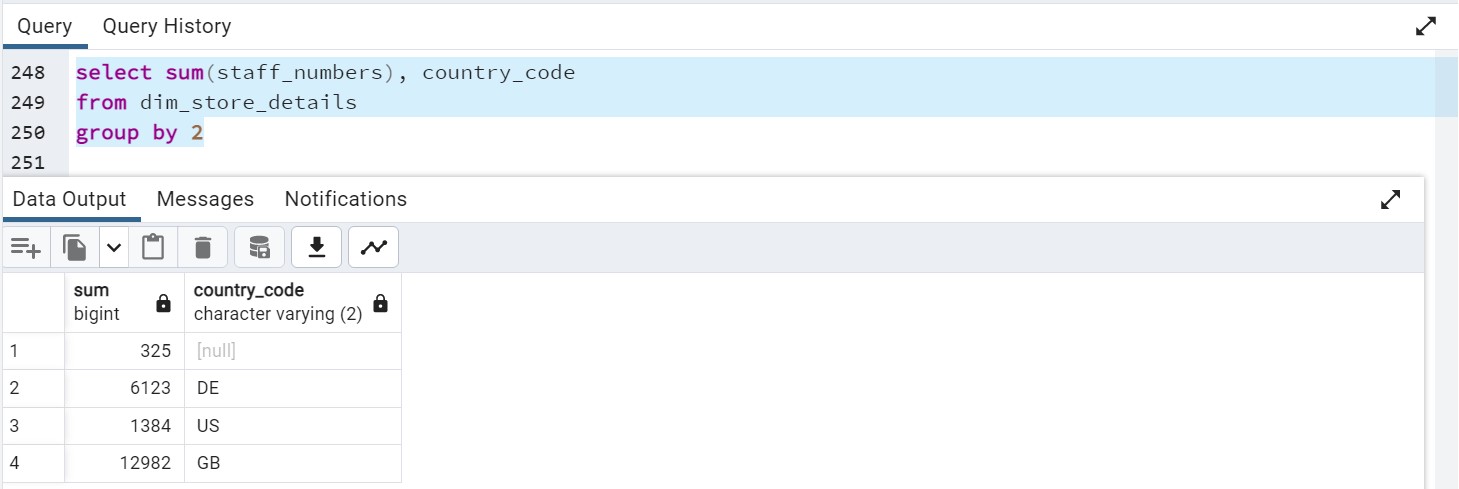 Query Query History
248 select sum(staff_numbers), country_code
249 from dim_store_details
250 group by 2
251
Data Output Messages Notifications
sum country_code
bigint character varying (2)
1 325 [null]
2 6123 DE
3 1384 US
4 12982 GB